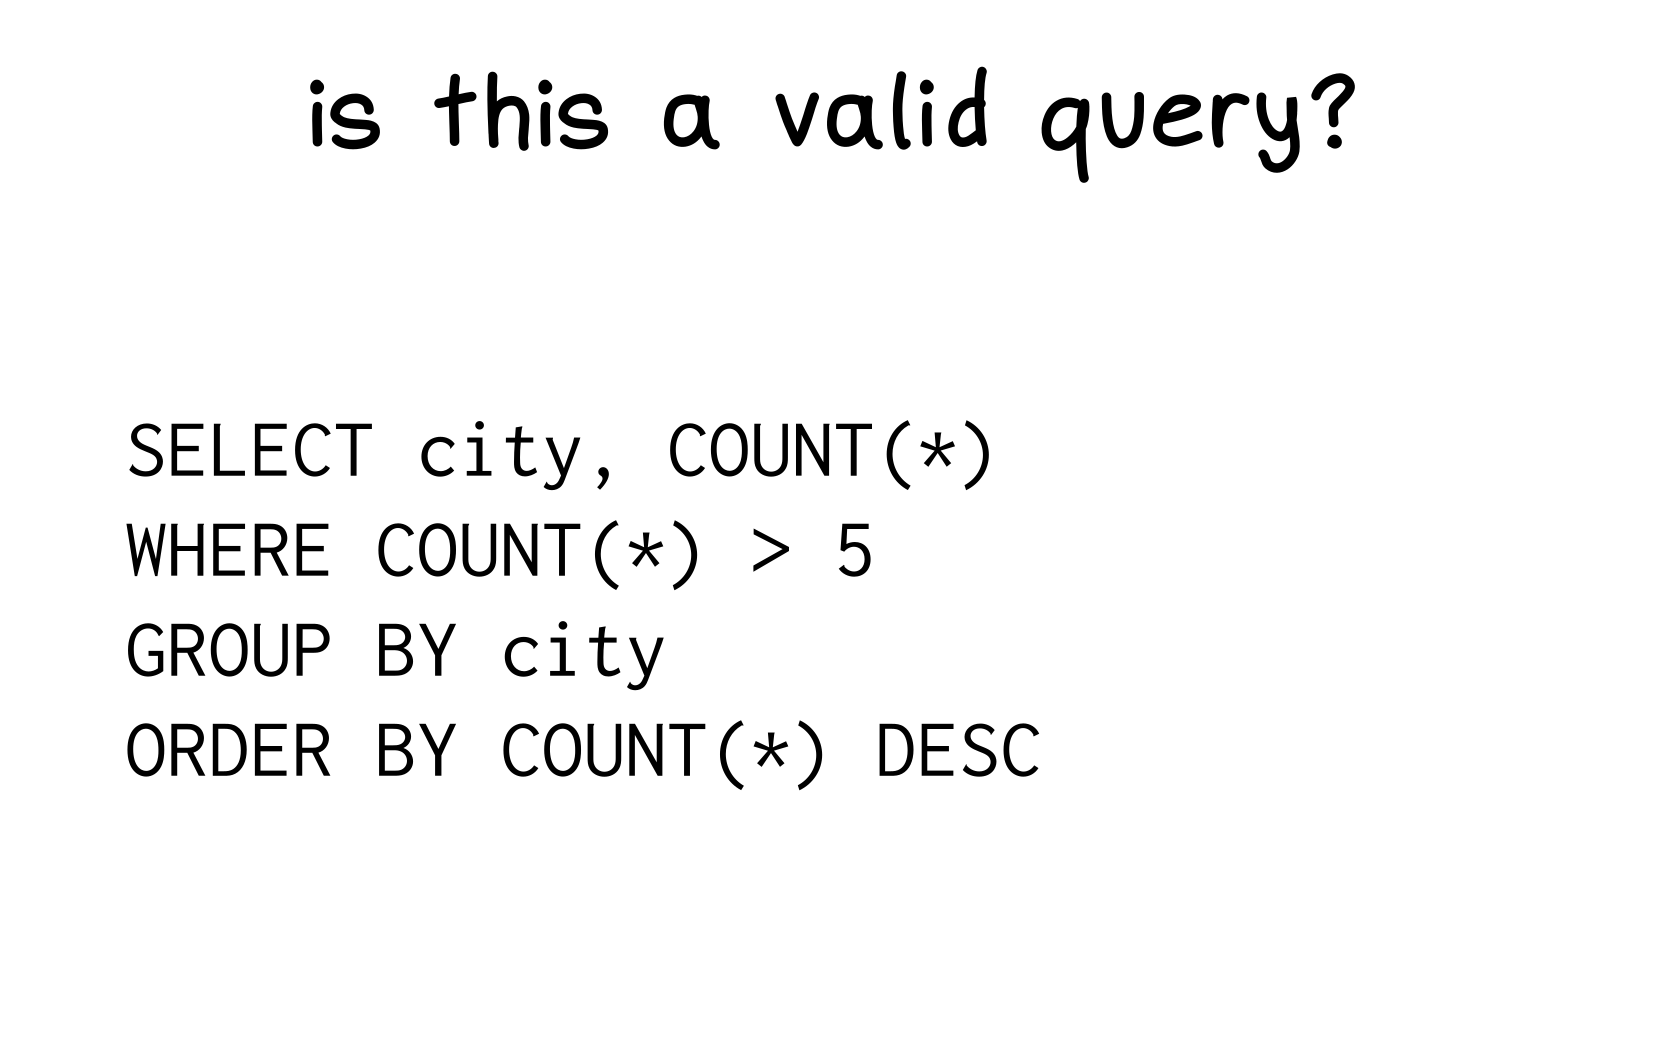 is this a valid query?
SELECT city, COUNT(*)
WHERE COUNT(*) > 5
GROUP BY city
ORDER BY COUNT(*) DESC